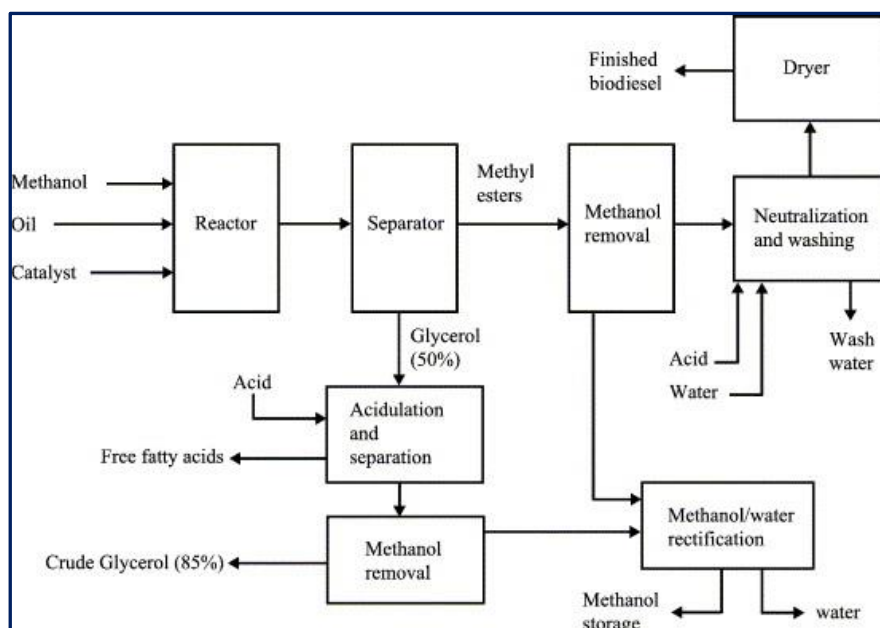 Finished
biodiesel
Dryer
Methanol
Oil
Catalyst
Reactor
Separator
Methyl
esters
Methanol
removal
Neutralization
and washing
Glycerol
(50%)
Acid
Water
Wash
water
Acid
Acidulation
and
separation
Free fatty acids
Methanol
removal
Crude Glycerol (85%)
Methanol/water
rectification
Methanol
storage
water